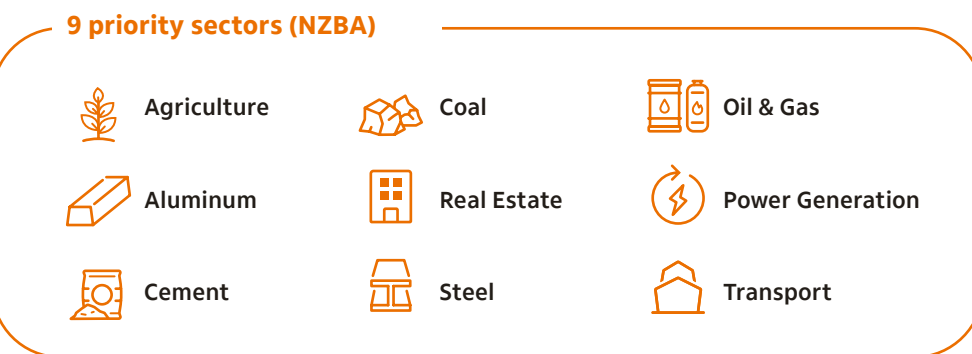 9 priority sectors (NZBA)
Agriculture
Coal
Oil & Gas
Aluminum
Real Estate
Power Generation
Cement
Steel
Transport